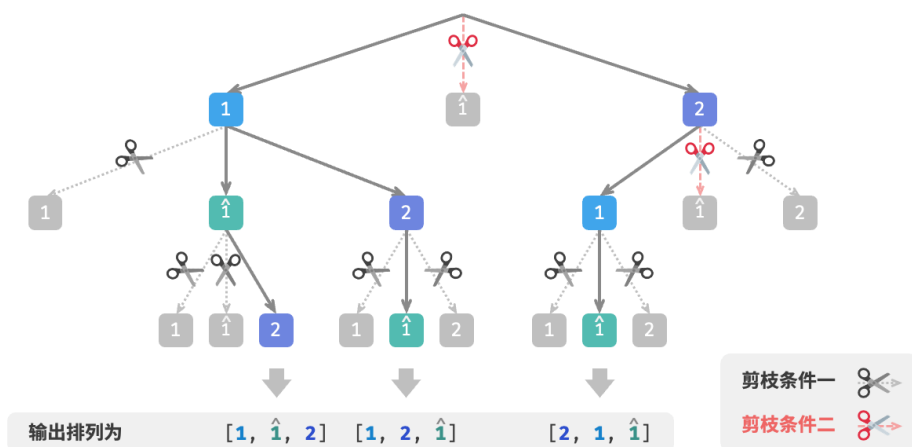 1 1̂ 2
1 1̂ 2 1 1̂ 2
1 1̂ 2 1 1̂ 2 1 1̂ 2
剪枝条件一
剪枝条件二
输出排列为 [1, 1̂, 2] [1, 2, 1̂] [2, 1, 1̂]